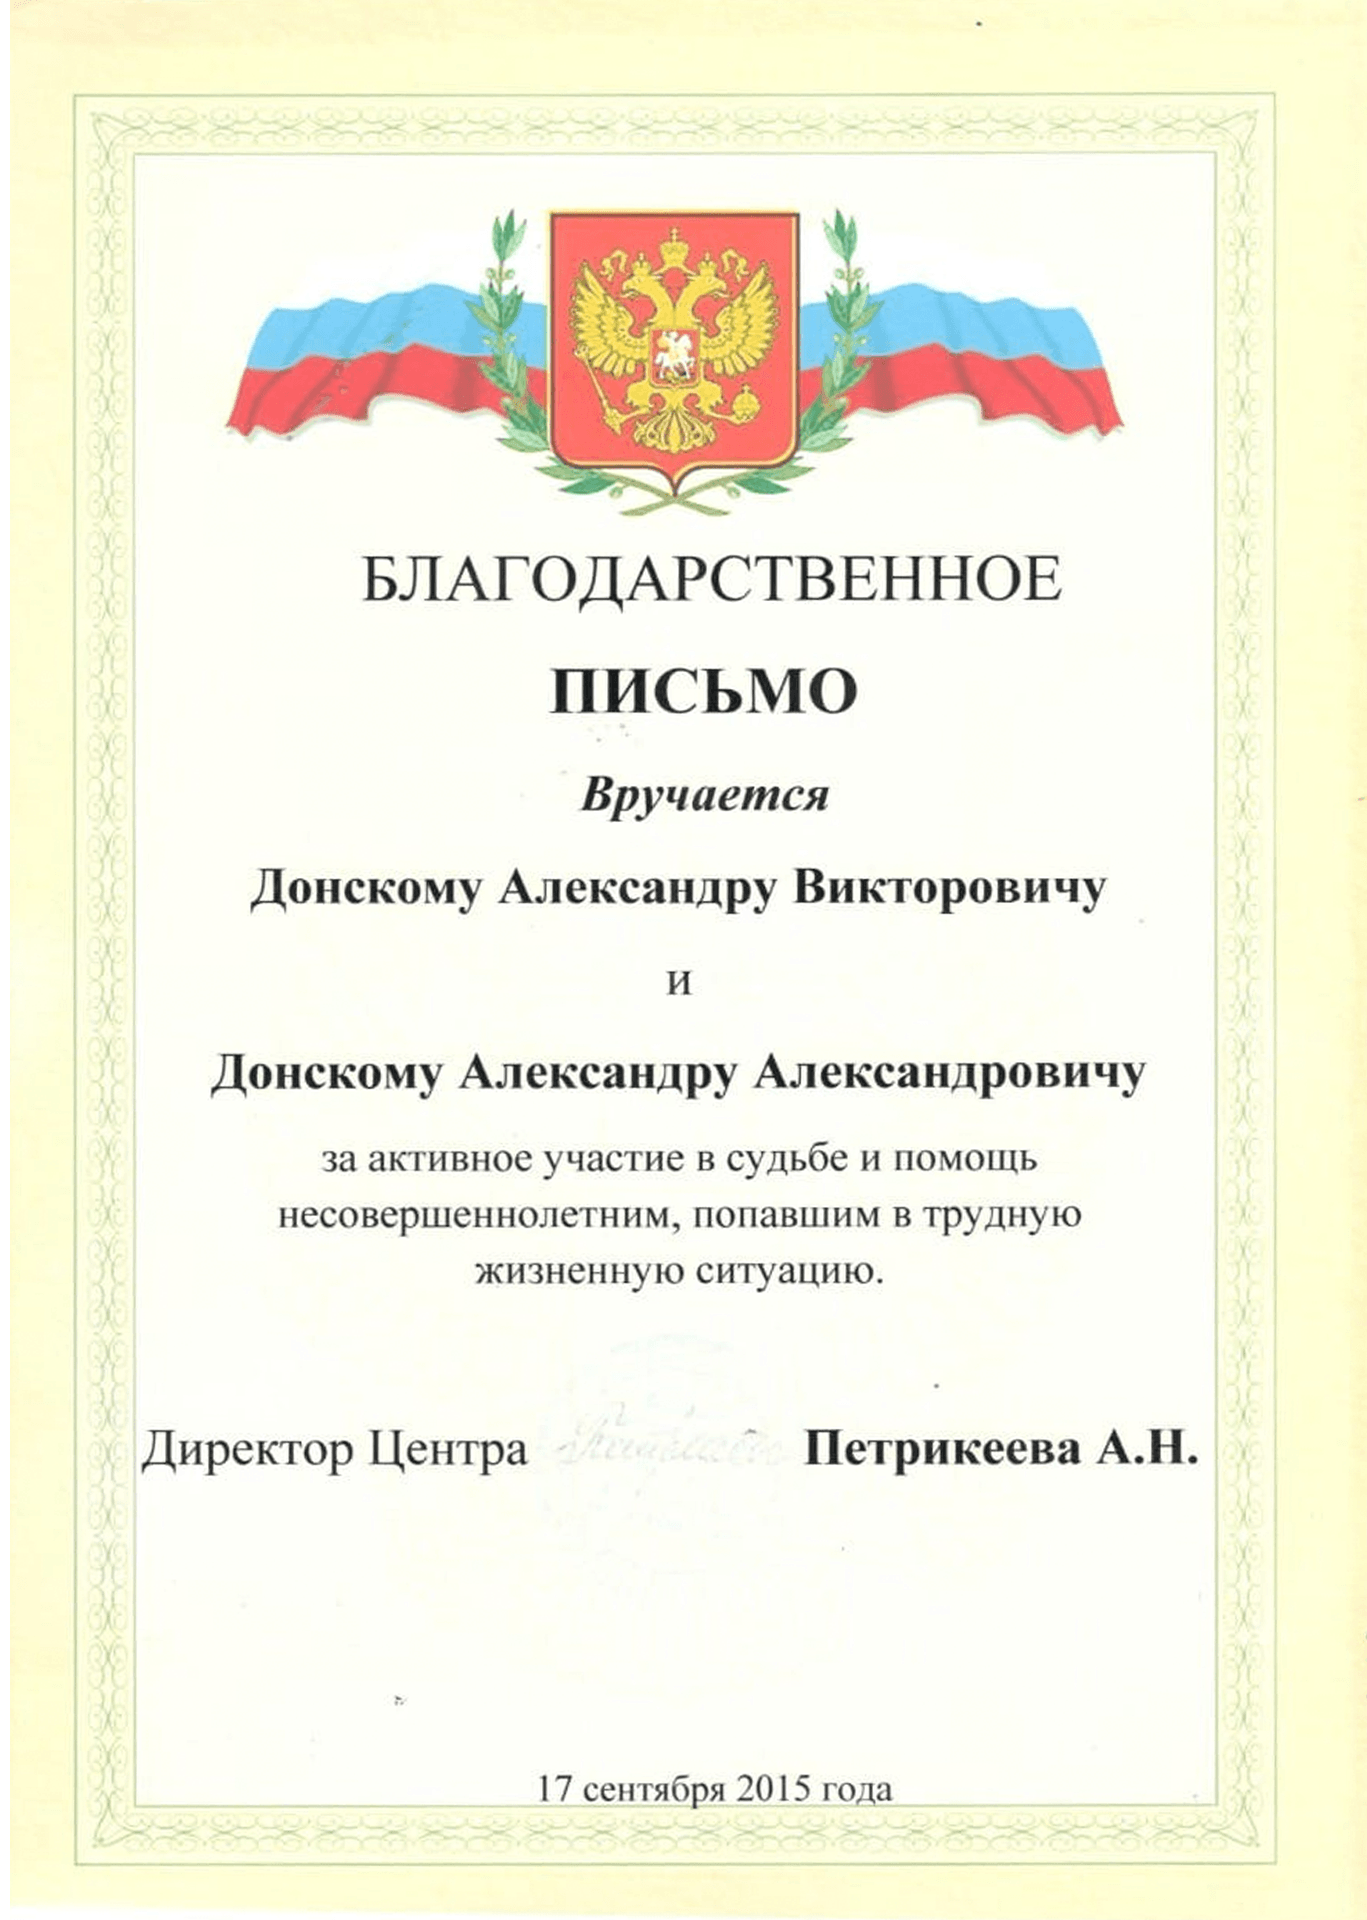 БЛАГОДАРСТВЕННОЕ
ПИСЬМО
Вручается
Донскому Александру Викторовичу
и
Донскому Александру Александровичу
за активное участие в судьбе и помощь
несовершеннолетним, попавшим в трудную
жизненную ситуацию.
Директор Центра Петрикеева А.Н.
17 сентября 2015 года